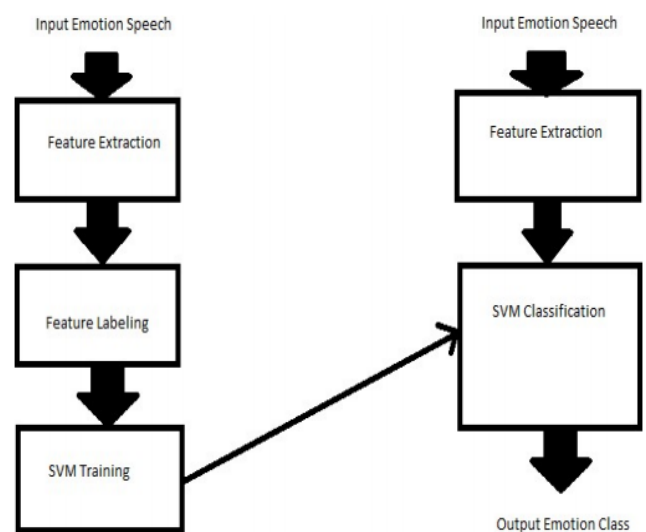 Input Emotion Speech
Feature Extraction
Feature Labeling
SVM Training
Input Emotion Speech
Feature Extraction
SVM Classification
Output Emotion Class